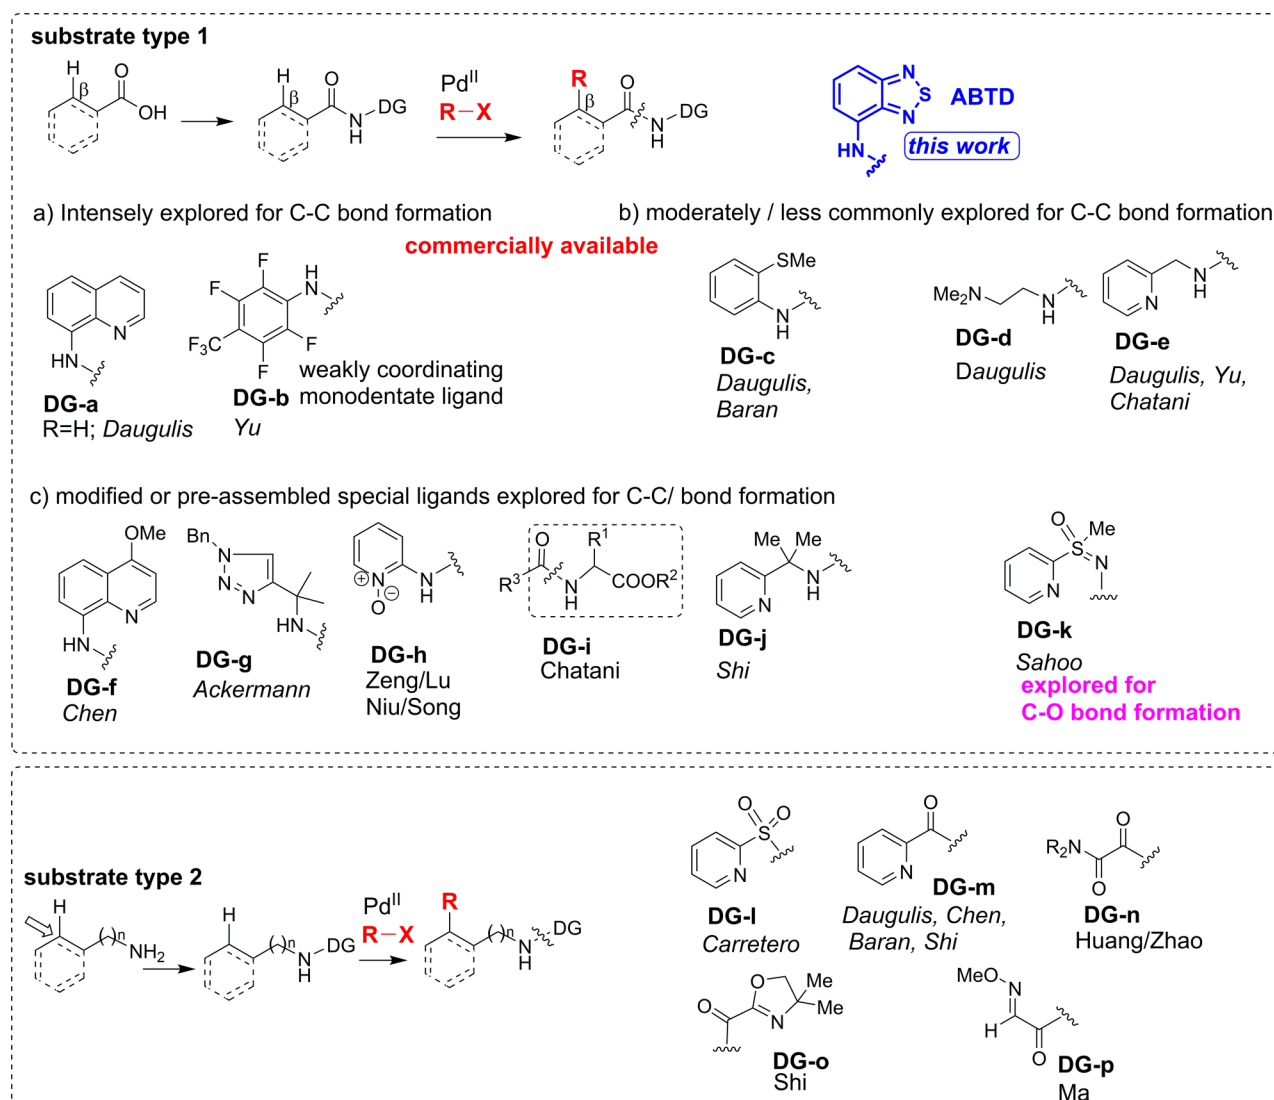 substrate type 1
H
β
O
OH
H
β
O
N
H
DG
Pd^II
R–X
R
β
O
N
H
DG
N
S
N
HN
ABTD
this work
a) Intensely explored for C-C bond formation
b) moderately / less commonly explored for C-C bond formation
commercially available
N
HN
DG-a
R=H; Daugulis
F
F
H
N
F3C
F
F
DG-b
weakly coordinating
monodentate ligand
Yu
SMe
N
H
DG-c
Daugulis,
Baran
Me2N
N
H
DG-d
Daugulis
H
N
N
DG-e
Daugulis, Yu,
Chatani
c) modified or pre-assembled special ligands explored for C-C/ bond formation
OMe
N
HN
DG-f
Chen
Bn
N
N
N
HN
DG-g
Ackermann
N
⊕
O
⊖
N
H
DG-h
Zeng/Lu
Niu/Song
O
R1
R3
N
H
COOR2
DG-i
Chatani
Me
Me
N
N
H
DG-j
Shi
O
Me
S
N
N
DG-k
Sahoo
explored for
C-O bond formation
substrate type 2
H
( )n
NH2
H
( )n
N
H
DG
Pd^II
R–X
R
( )n
N
H
DG
O
O
S
N
DG-l
Carretero
O
N
DG-m
Daugulis, Chen,
Baran, Shi
R2N
O
O
DG-n
Huang/Zhao
O
O
N
Me
Me
DG-o
Shi
MeO
N
H
O
DG-p
Ma